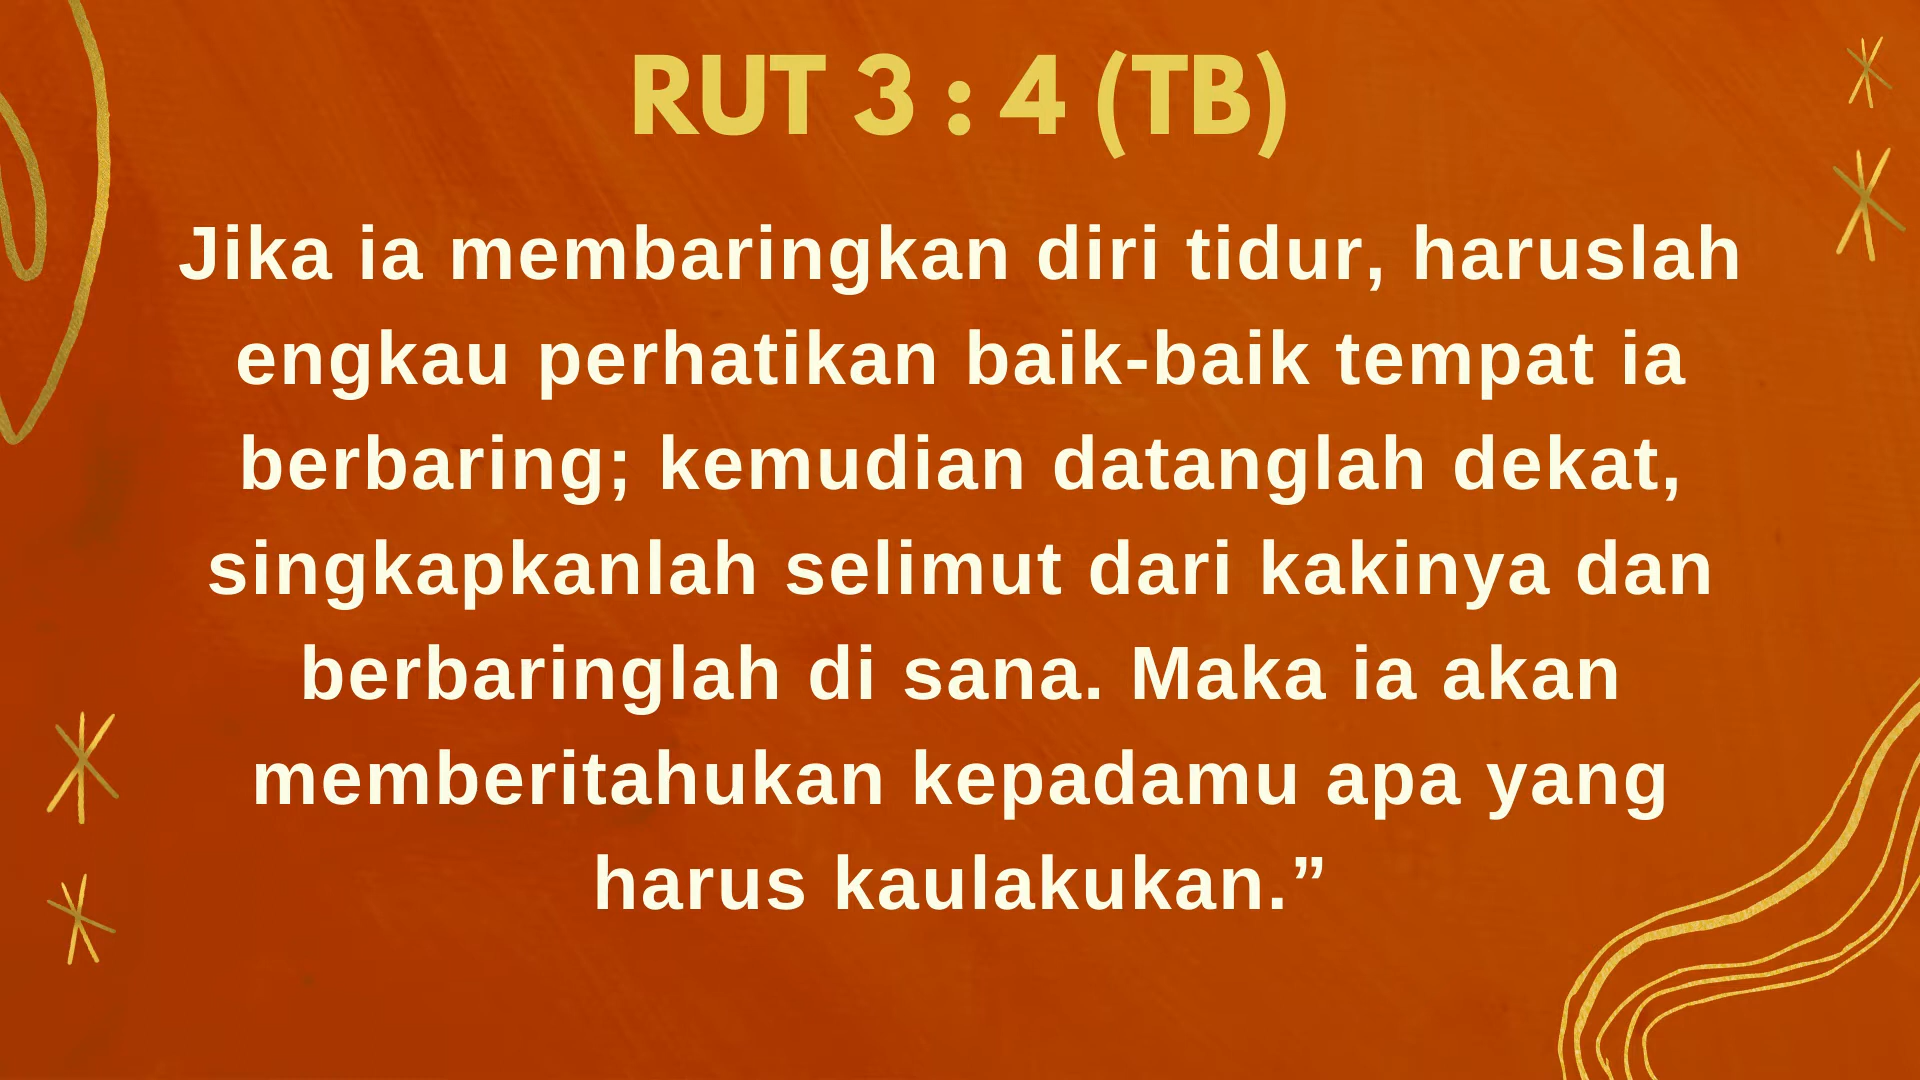 RUT 3 : 4 (TB)
Jika ia membaringkan diri tidur, haruslah
engkau perhatikan baik-baik tempat ia
berbaring; kemudian datanglah dekat,
singkapkanlah selimut dari kakinya dan
berbaringlah di sana. Maka ia akan
memberitahukan kepadamu apa yang
harus kaulakukan.”